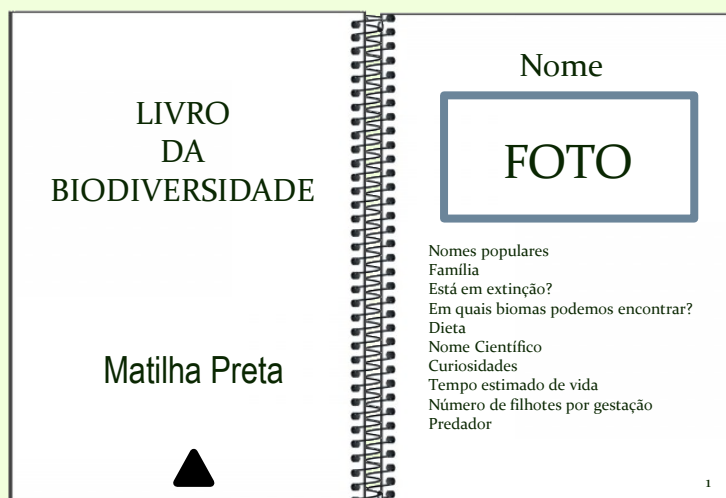 LIVRO
DA
BIODIVERSIDADE
Matilha Preta
Nome
FOTO
Nomes populares
Família
Está em extinção?
Em quais biomas podemos encontrar?
Dieta
Nome Científico
Curiosidades
Tempo estimado de vida
Número de filhotes por gestação
Predador
1